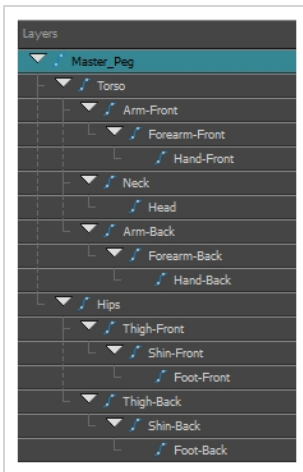 Layers
Master_Peg
Torso
Arm-Front
Forearm-Front
Hand-Front
Neck
Head
Arm-Back
Forearm-Back
Hand-Back
Hips
Thigh-Front
Shin-Front
Foot-Front
Thigh-Back
Shin-Back
Foot-Back